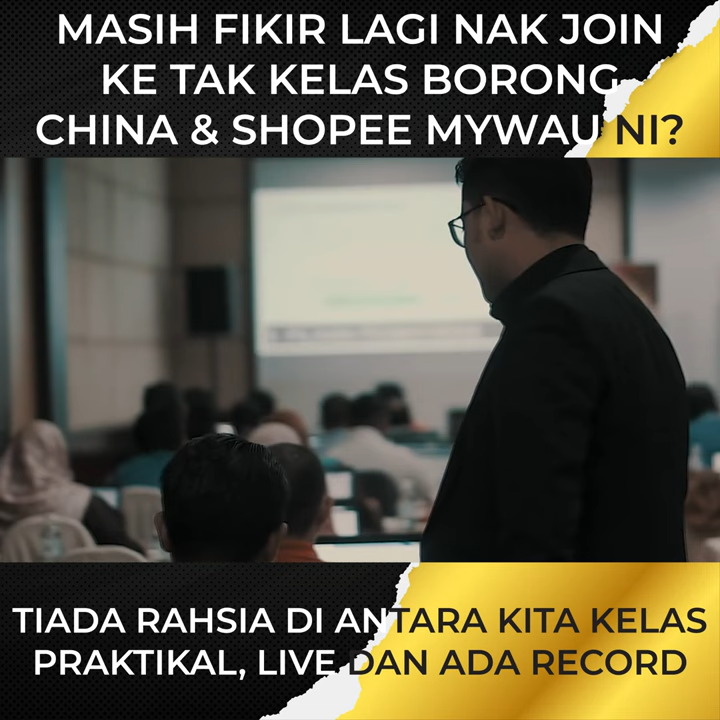 MASIH FIKIR LAGI NAK JOIN
KE TAK KELAS BORONG
CHINA & SHOPEE MYWAU NI?
TIADA RAHSIA DI ANTARA KITA KELAS
PRAKTIKAL, LIVE DAN ADA RECORD